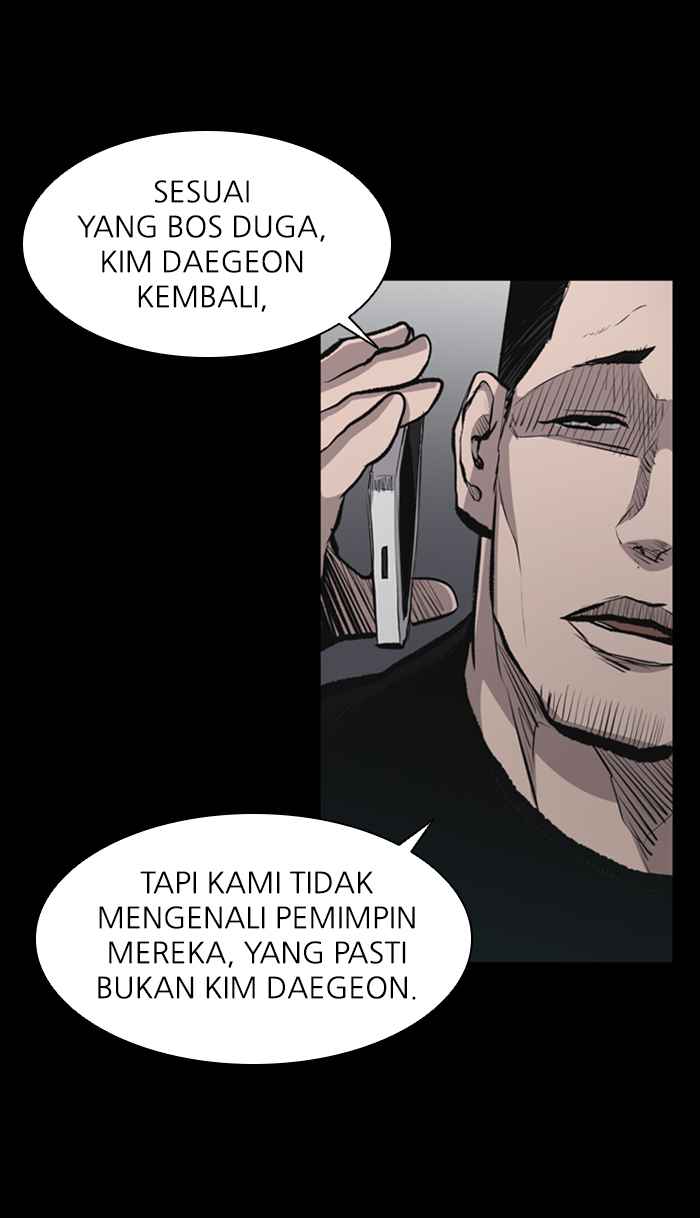 SESUAI
YANG BOS DUGA,
KIM DAEGEON
KEMBALI,
TAPI KAMI TIDAK
MENGENALI PEMIMPIN
MEREKA, YANG PASTI
BUKAN KIM DAEGEON.